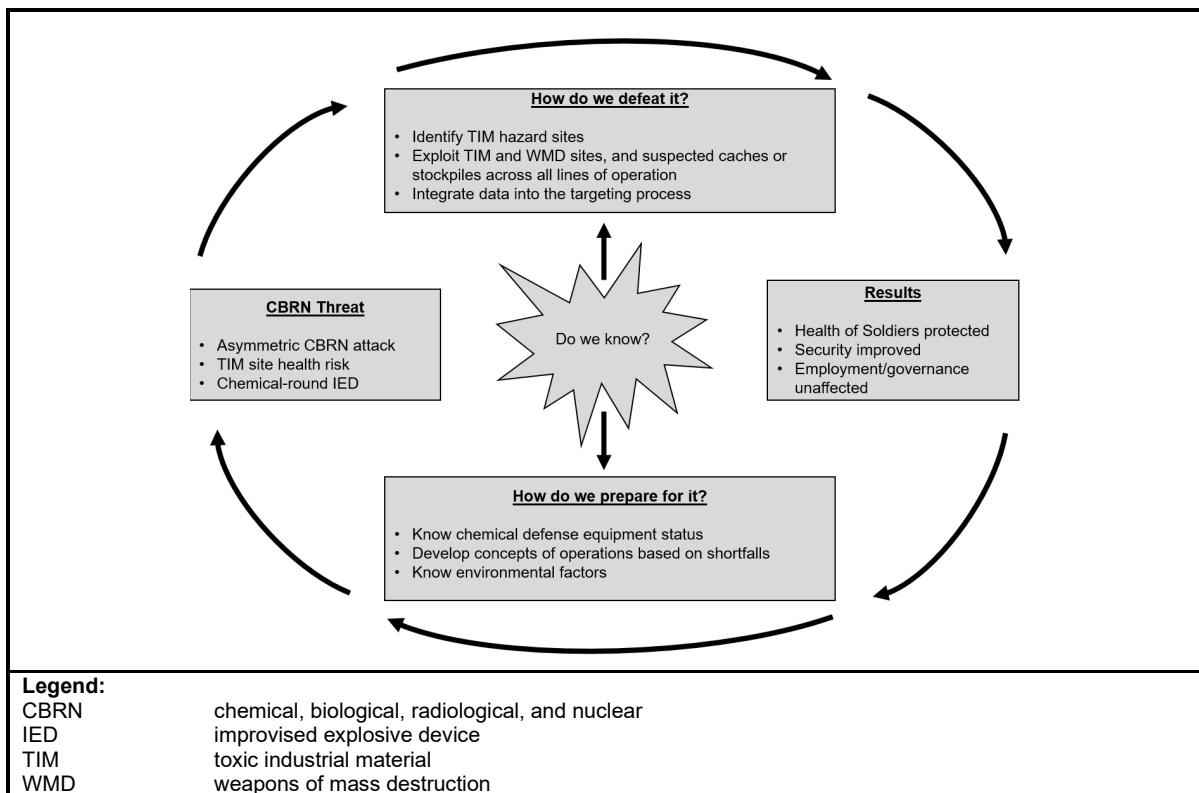 How do we defeat it?
• Identify TIM hazard sites
• Exploit TIM and WMD sites, and suspected caches or
stockpiles across all lines of operation
• Integrate data into the targeting process
CBRN Threat
• Asymmetric CBRN attack
• TIM site health risk
• Chemical-round IED
Do we know?
Results
• Health of Soldiers protected
• Security improved
• Employment/governance
unaffected
How do we prepare for it?
• Know chemical defense equipment status
• Develop concepts of operations based on shortfalls
• Know environmental factors
Legend:
CBRN chemical, biological, radiological, and nuclear
IED improvised explosive device
TIM toxic industrial material
WMD weapons of mass destruction